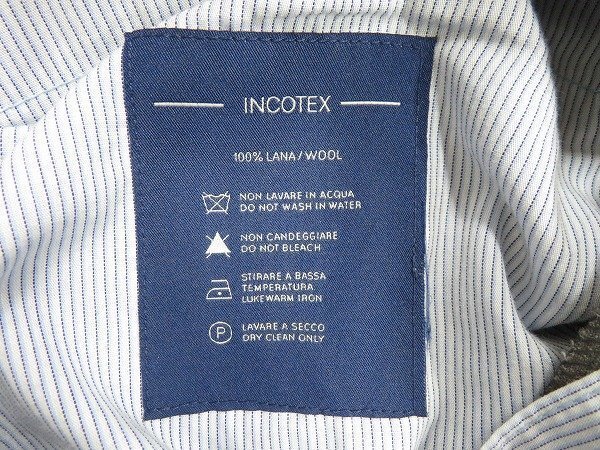 INCOTEX
100% LANA/WOOL
NON LAVARE IN ACQUA
DO NOT WASH IN WATER
NON CANDEGGIARE
DO NOT BLEACH
STIRARE A BASSA
TEMPERATURA
LUKEWARM IRON
P
LAVARE A SECCO
DRY CLEAN ONLY